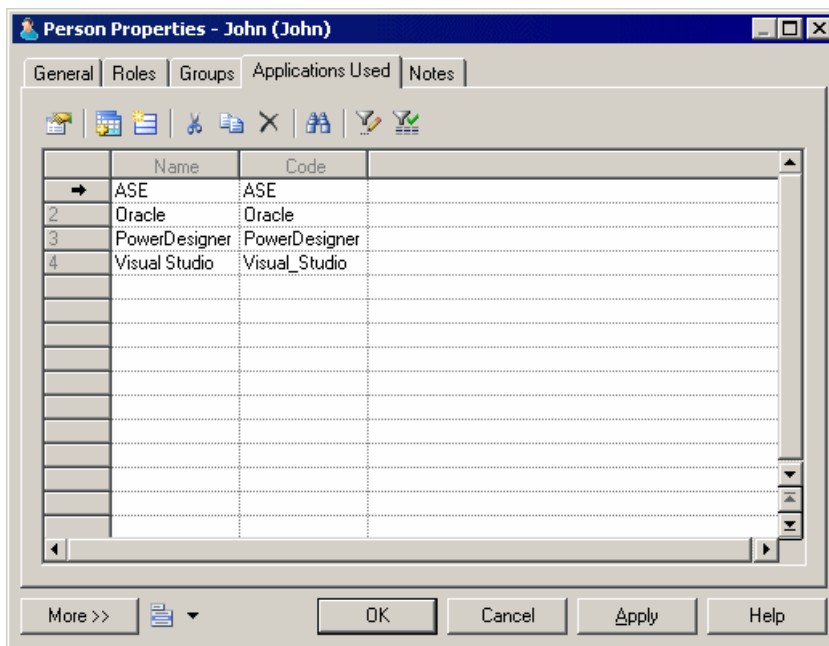 Person Properties - John (John)
General Roles Groups Applications Used Notes
Name Code
ASE ASE
2 Oracle Oracle
3 PowerDesigner PowerDesigner
4 Visual Studio Visual_Studio
More >> OK Cancel Apply Help